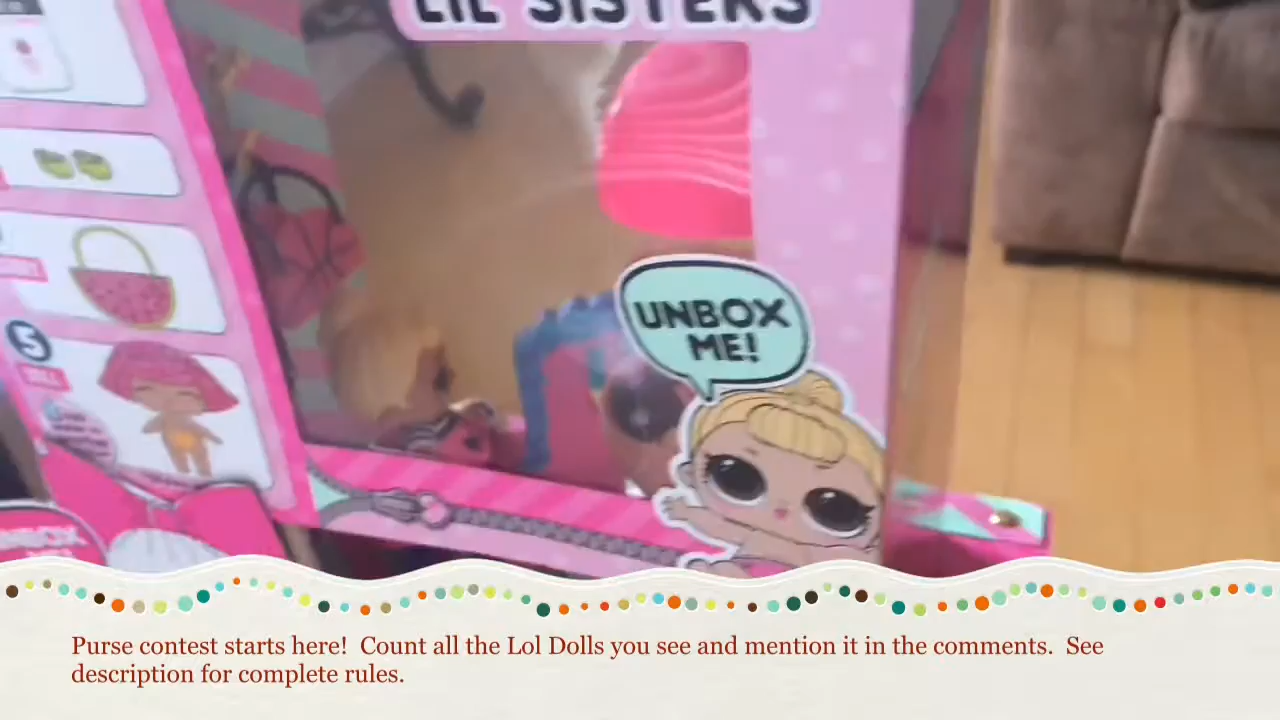 LIL SISTERS
UNBOX
ME!
5
Purse contest starts here!  Count all the Lol Dolls you see and mention it in the comments.  See
description for complete rules.